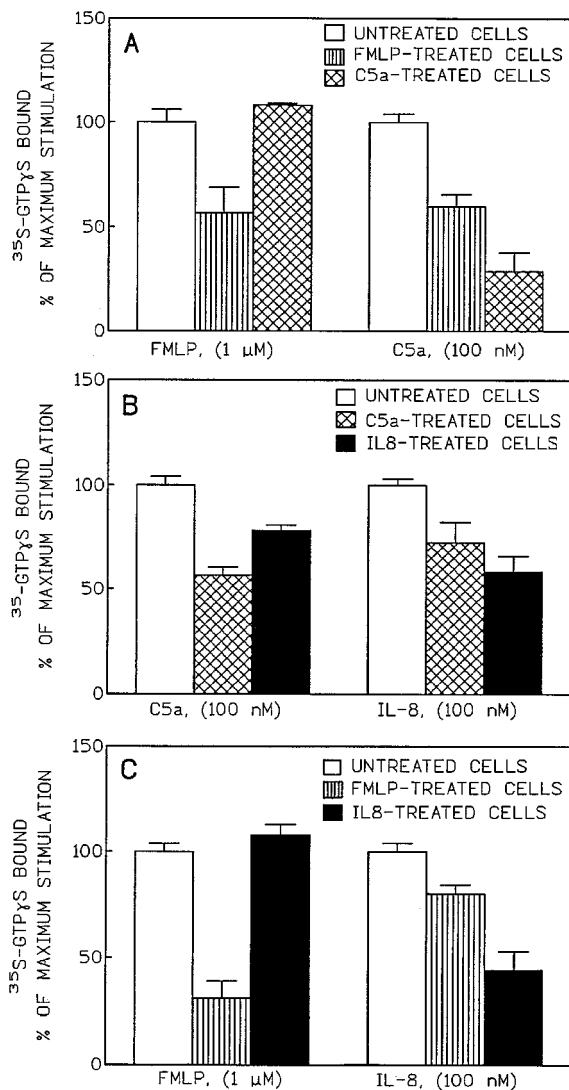 A
150
100
50
0
³⁵S-GTPγS BOUND
% OF MAXIMUM STIMULATION
UNTREATED CELLS
FMLP-TREATED CELLS
C5a-TREATED CELLS
FMLP, (1 μM)
C5a, (100 nM)
B
150
100
50
0
³⁵-GTPγS BOUND
% OF MAXIMUM STIMULATION
UNTREATED CELLS
C5a-TREATED CELLS
IL8-TREATED CELLS
C5a, (100 nM)
IL-8, (100 nM)
C
150
100
50
0
³⁵S-GTPγS BOUND
% OF MAXIMUM STIMULATION
UNTREATED CELLS
FMLP-TREATED CELLS
IL8-TREATED CELLS
FMLP, (1 μM)
IL-8, (100 nM)